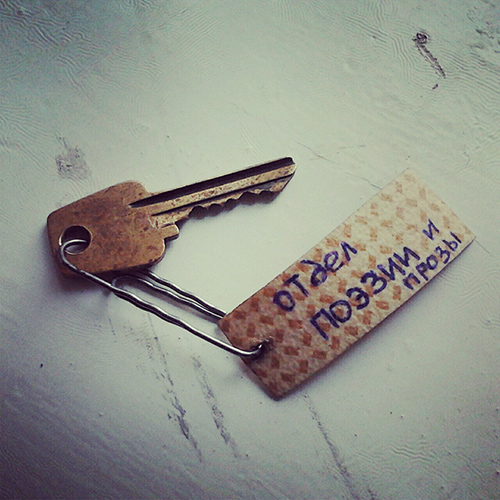 отдел
поэзии и
прозы